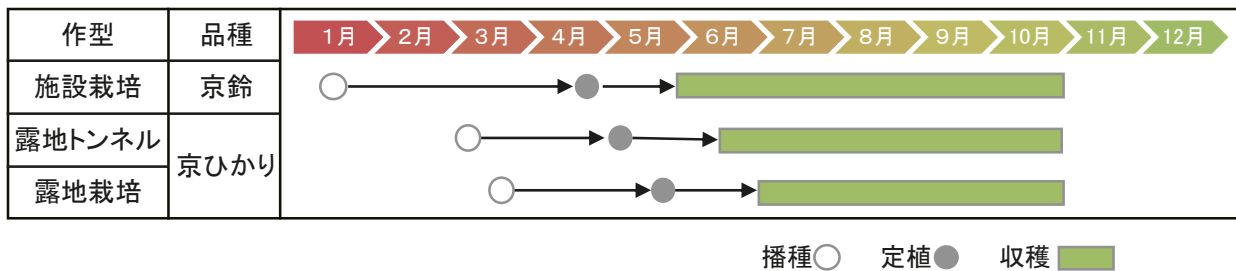 作型 品種 1月 2月 3月 4月 5月 6月 7月 8月 9月 10月 11月 12月
施設栽培 京鈴
露地トンネル 京ひかり
露地栽培
播種 定植 収穫